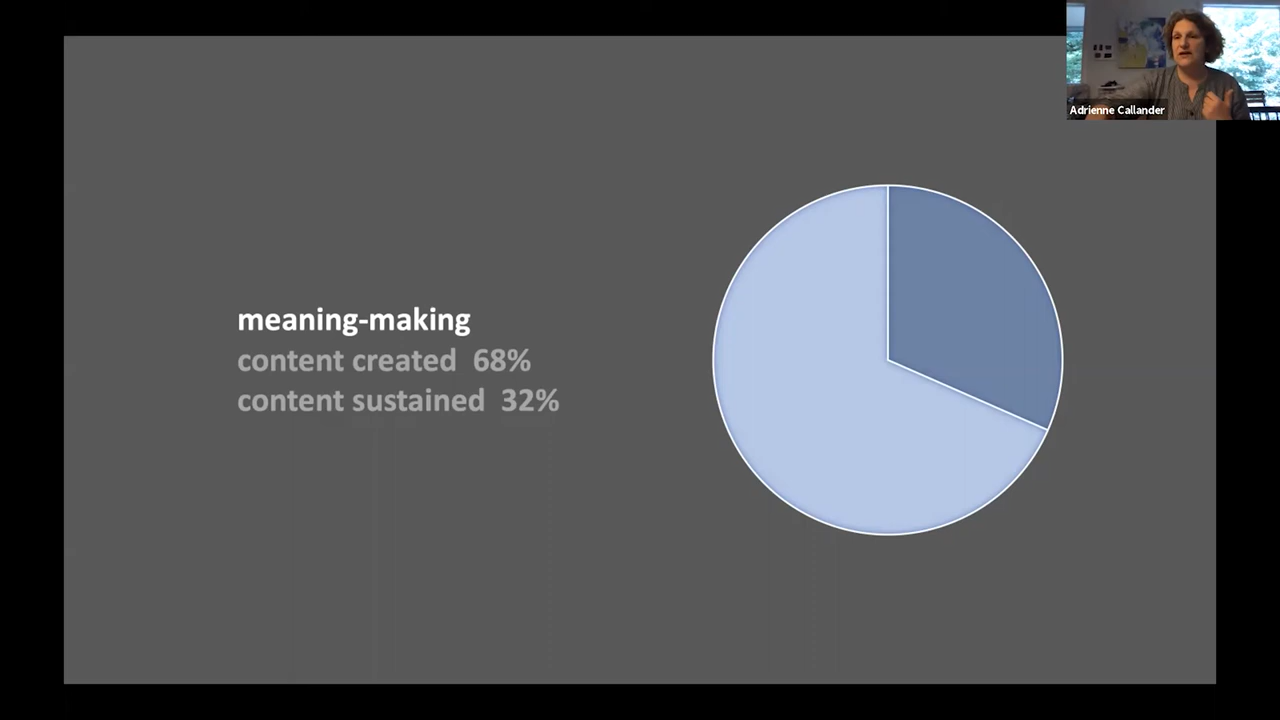 Adrienne Callander
meaning-making
content created 68%
content sustained 32%